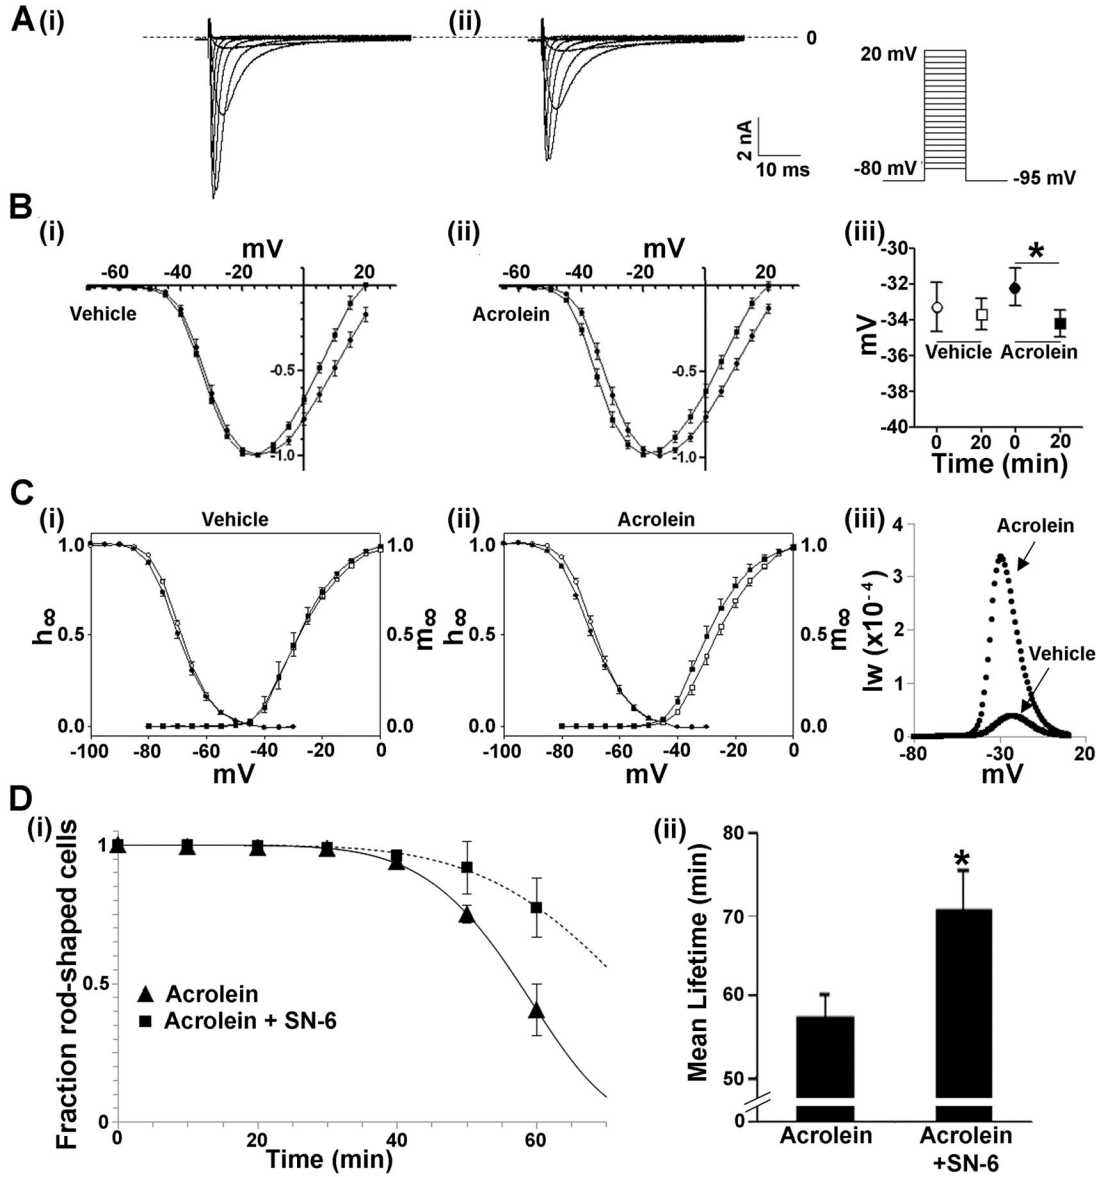 A (i)
(ii)
0
20 mV
-80 mV
-95 mV
2 nA
10 ms
B
(i)
mV
-60 -40 -20 20
Vehicle
-0.5
-1.0
(ii)
mV
-60 -40 -20 20
Acrolein
-0.5
-1.0
(iii)
mV
-30
-32
-34
-36
-38
-40
*
Vehicle Acrolein
0 20 0 20
Time (min)
C
(i)
Vehicle
h∞
1.0
0.5
0.0
m∞
1.0
0.5
0.0
-100 -80 -60 -40 -20 0
mV
(ii)
Acrolein
h∞
1.0
0.5
0.0
m∞
1.0
0.5
0.0
-100 -80 -60 -40 -20 0
mV
(iii)
Iw (x10⁻⁴)
4
3
2
1
0
Acrolein
Vehicle
-80 -30 20
mV
D
(i)
Fraction rod-shaped cells
1
0.5
0
Acrolein
Acrolein + SN-6
0 20 40 60
Time (min)
(ii)
Mean Lifetime (min)
80
70
60
50
0
*
Acrolein
Acrolein
+SN-6